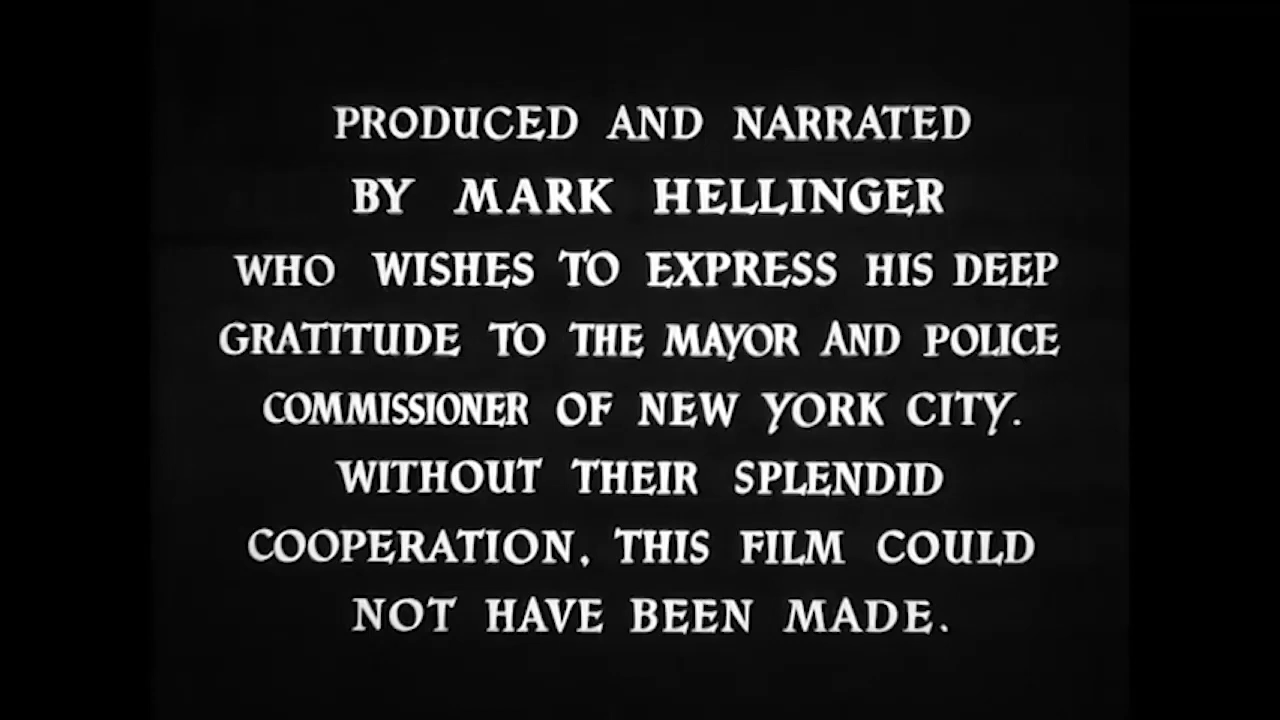 PRODUCED AND NARRATED
BY MARK HELLINGER
WHO WISHES TO EXPRESS HIS DEEP
GRATITUDE TO THE MAYOR AND POLICE
COMMISSIONER OF NEW YORK CITY.
WITHOUT THEIR SPLENDID
COOPERATION, THIS FILM COULD
NOT HAVE BEEN MADE.